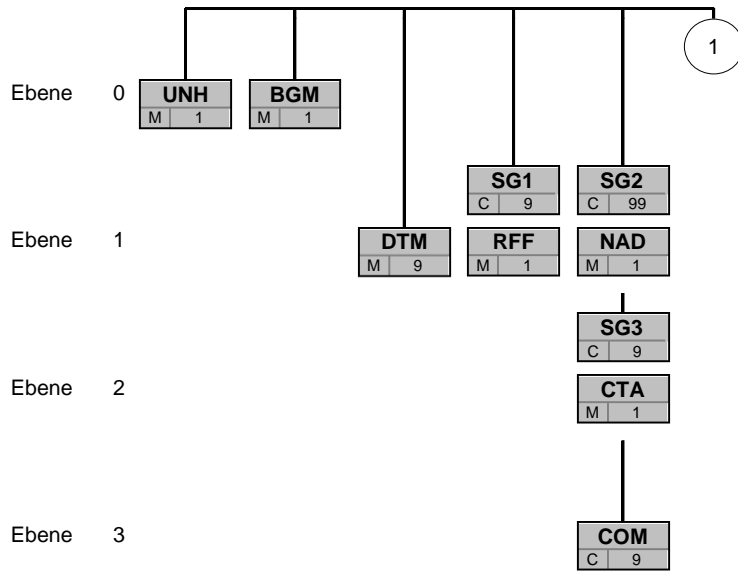 1
Ebene 0 UNH BGM
M 1 M 1
SG1 SG2
C 9 C 99
Ebene 1 DTM RFF NAD
M 9 M 1 M 1
SG3
C 9
Ebene 2 CTA
M 1
Ebene 3 COM
C 9